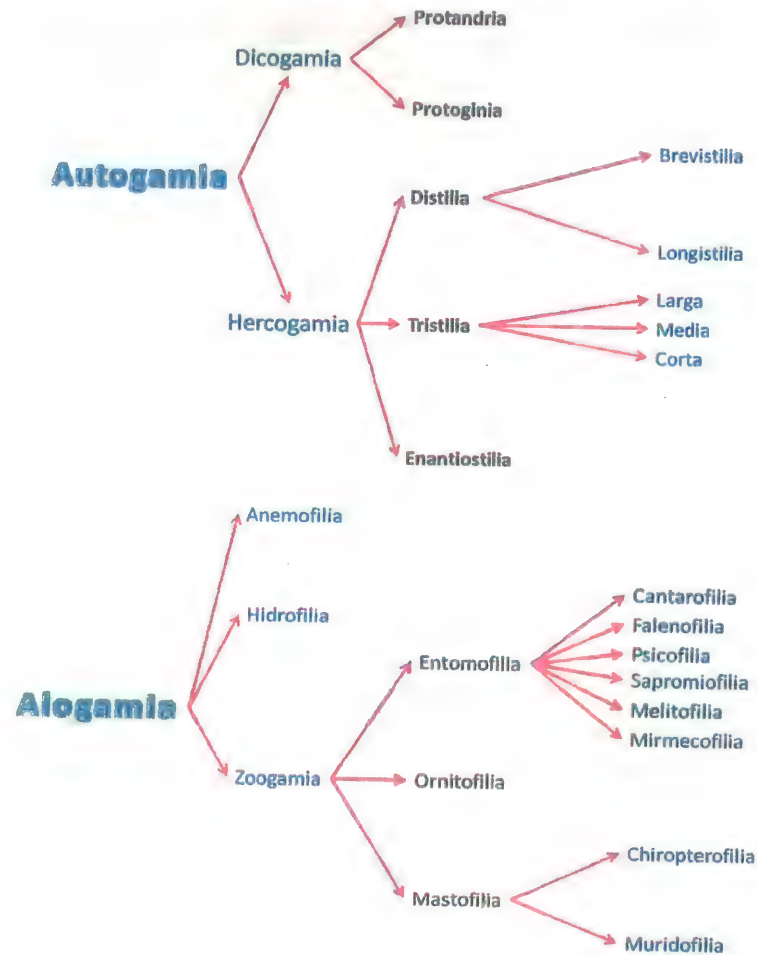 Protandria
Dicogamia
Protoginia
Autogamia
Brevistilia
Distilia
Longistilia
Hercogamia
Tristilia
Larga
Media
Corta
Enantiostilia
Anemofilia
Hidrofilia
Alogamia
Zoogamia
Entomofilia
Cantarofilia
Falenofilia
Psicofilia
Sapromiofilia
Melitofilia
Mirmecofilia
Ornitofilia
Mastofilia
Chiropterofilia
Muridofilia